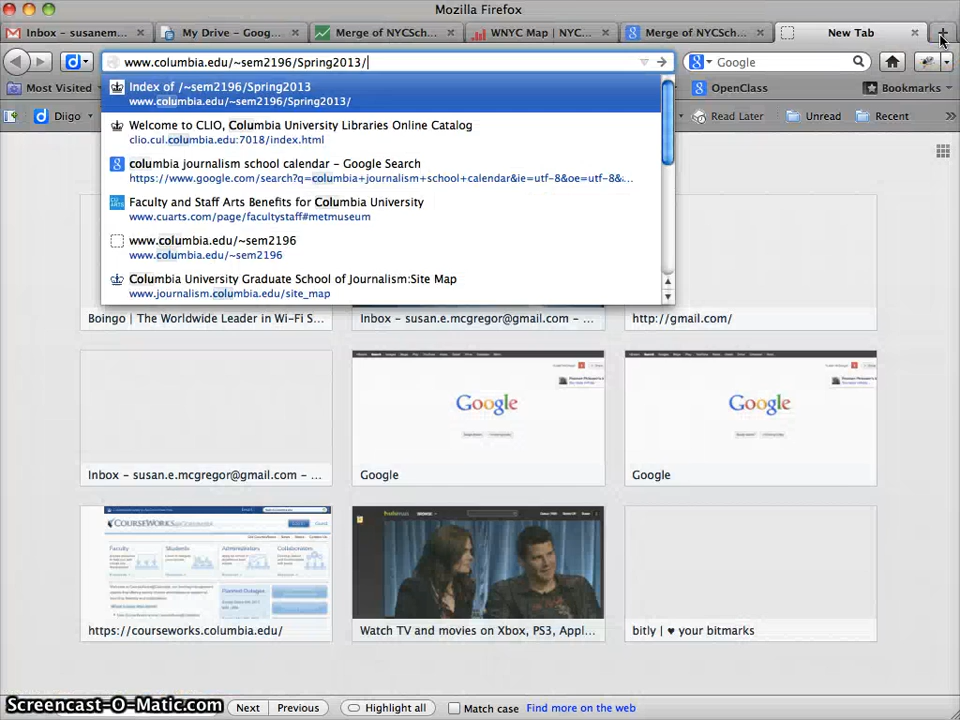 Mozilla Firefox
Inbox - susanem...
My Drive - Goog...
Merge of NYCSch...
WNYC Map | NYC...
Merge of NYCSch...
New Tab
www.columbia.edu/~sem2196/Spring2013/
Google
Most Visited
OpenClass
Bookmarks
Diigo
Read Later
Unread
Recent
Index of /~sem2196/Spring2013
www.columbia.edu/~sem2196/Spring2013/
Welcome to CLIO, Columbia University Libraries Online Catalog
clio.cul.columbia.edu:7018/index.html
columbia journalism school calendar - Google Search
https://www.google.com/search?q=columbia+journalism+school+calendar&ie=utf-8&oe=utf-8&...
Faculty and Staff Arts Benefits for Columbia University
www.cuarts.com/page/facultystaff#metmuseum
www.columbia.edu/~sem2196
www.columbia.edu/~sem2196
Columbia University Graduate School of Journalism:Site Map
www.journalism.columbia.edu/site_map
Boingo | The Worldwide Leader in Wi-Fi S...
Inbox - susan.e.mcgregor@gmail.com - ...
http://gmail.com/
Google
Google
Inbox - susan.e.mcgregor@gmail.com - ...
Google
Google
COURSEWORKS
Faculty
Students
Administrators
Collaborators
https://courseworks.columbia.edu/
Watch TV and movies on Xbox, PS3, Appl...
bitly | ♥ your bitmarks
Screencast-O-Matic.com
Next
Previous
Highlight all
Match case
Find more on the web